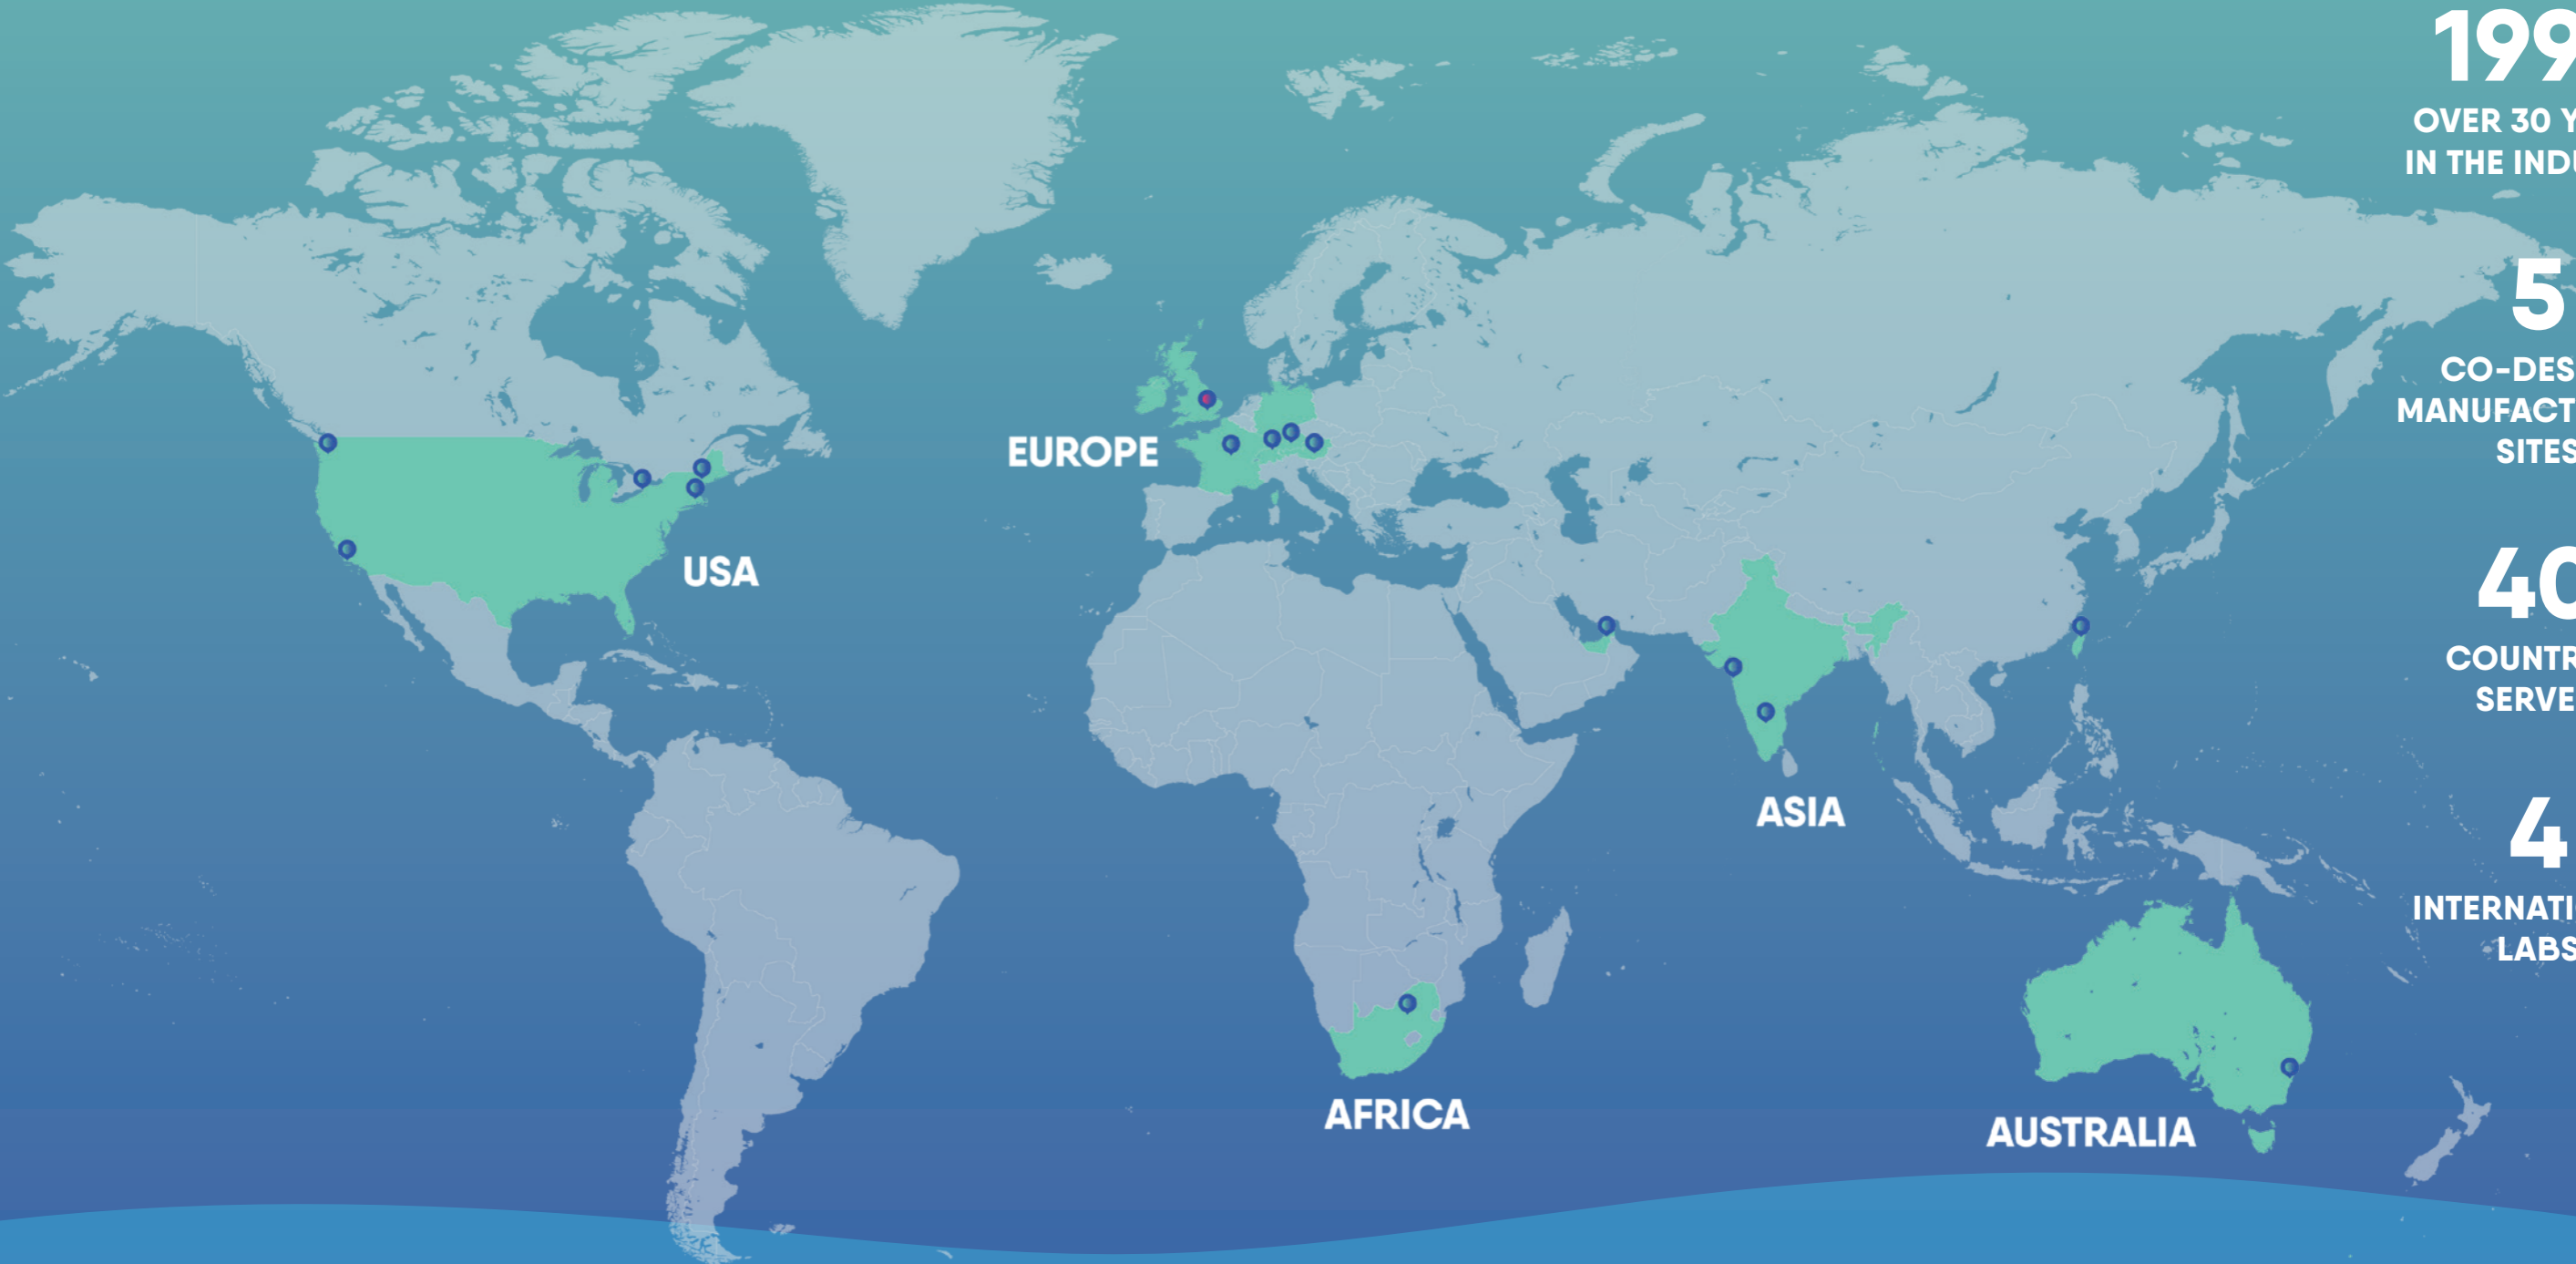 EUROPE
USA
ASIA
AFRICA
AUSTRALIA
199
OVER 30 Y
IN THE INDU
5
CO-DES
MANUFACT
SITES
40
COUNTR
SERVE
4
INTERNATI
LABS